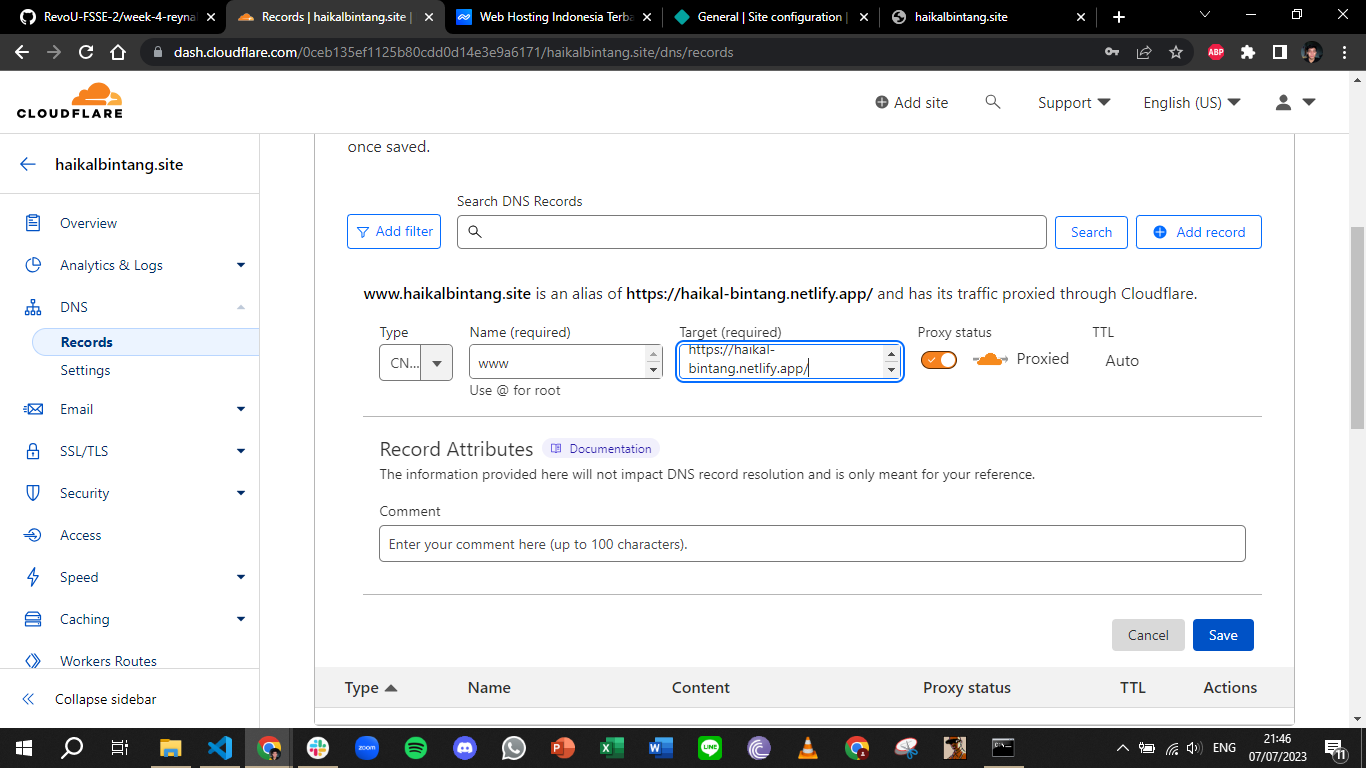 RevoU-FSSE-2/week-4-reyna
Records | haikalbintang.site |
Web Hosting Indonesia Terba
General | Site configuration |
haikalbintang.site
dash.cloudflare.com/0ceb135ef1125b80cdd0d14e3e9a6171/haikalbintang.site/dns/records
ABP
CLOUDFLARE
Add site
Support
English (US)
haikalbintang.site
Overview
Analytics & Logs
DNS
Records
Settings
Email
SSL/TLS
Security
Access
Speed
Caching
Workers Routes
Collapse sidebar
once saved.
Search DNS Records
Add filter
Search
Add record
www.haikalbintang.site is an alias of https://haikal-bintang.netlify.app/ and has its traffic proxied through Cloudflare.
Type
Name (required)
Target (required)
Proxy status
TTL
CN...
www
https://haikal-
bintang.netlify.app/
Proxied
Auto
Use @ for root
Record Attributes
Documentation
The information provided here will not impact DNS record resolution and is only meant for your reference.
Comment
Enter your comment here (up to 100 characters).
Cancel
Save
Type
Name
Content
Proxy status
TTL
Actions
zoom
LINE
ENG
21:46
07/07/2023
11